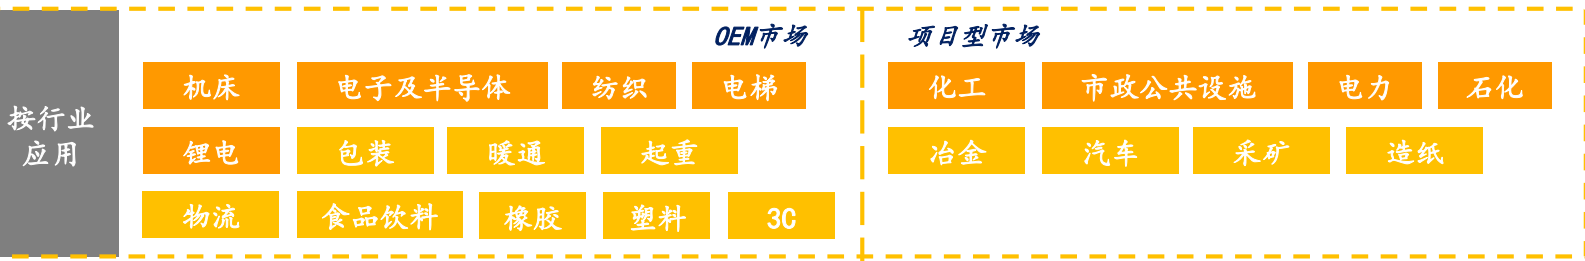 OEM市场
项目型市场
按行业
应用
机床 电子及半导体 纺织 电梯
锂电 包装 暖通 起重
物流 食品饮料 橡胶 塑料 3C
化工 市政公共设施 电力 石化
冶金 汽车 采矿 造纸